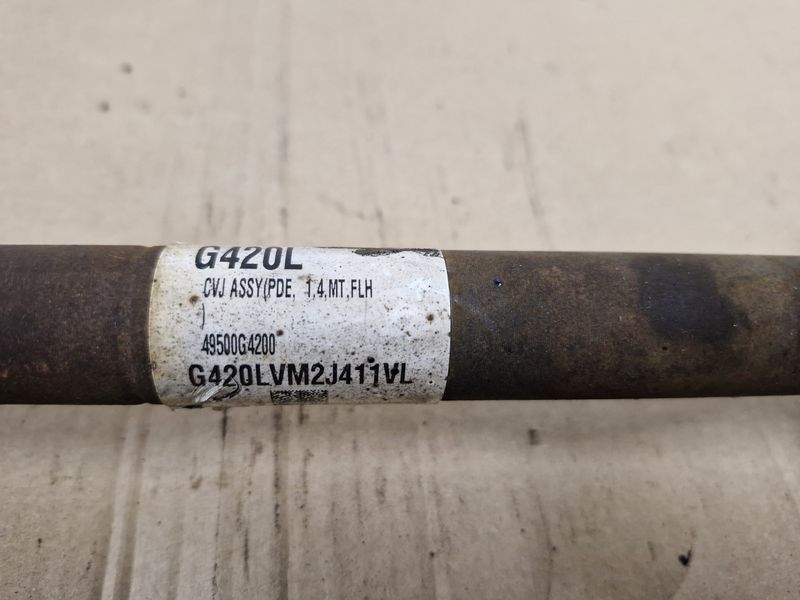 G420L
CVJ ASSY(PDE, 1,4,MT,FLH
)
49500G4200
G420LVM2J411VL